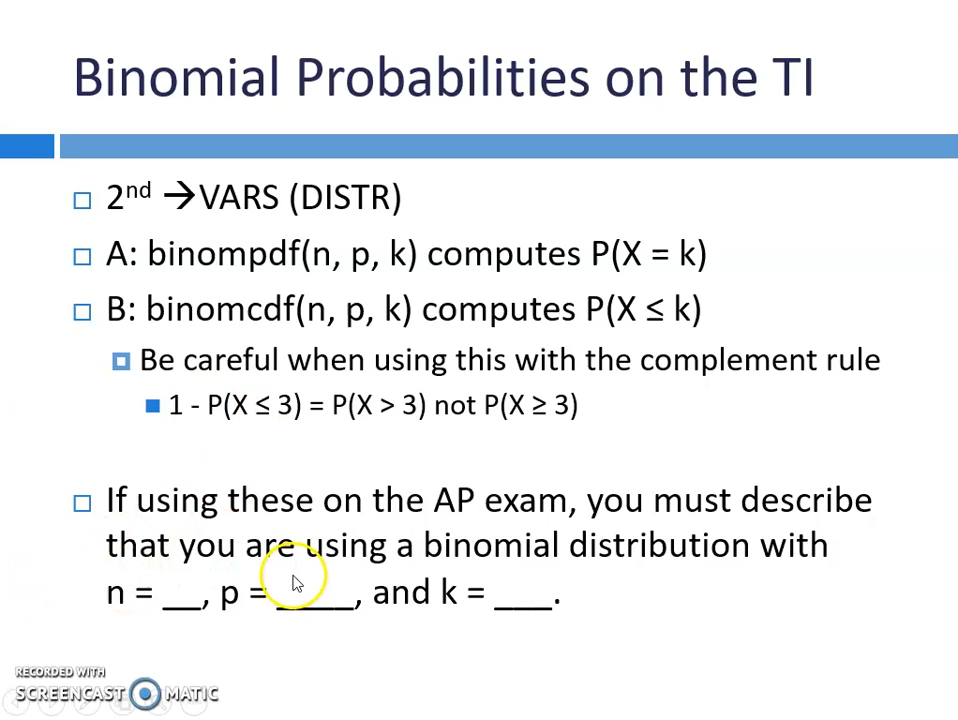 Binomial Probabilities on the TI
2nd →VARS (DISTR)
A: binompdf(n, p, k) computes P(X = k)
B: binomcdf(n, p, k) computes P(X ≤ k)
Be careful when using this with the complement rule
1 - P(X ≤ 3) = P(X > 3) not P(X ≥ 3)
If using these on the AP exam, you must describe
that you are using a binomial distribution with
n = __, p = ____, and k = ___.
RECORDED WITH
SCREENCAST MATIC